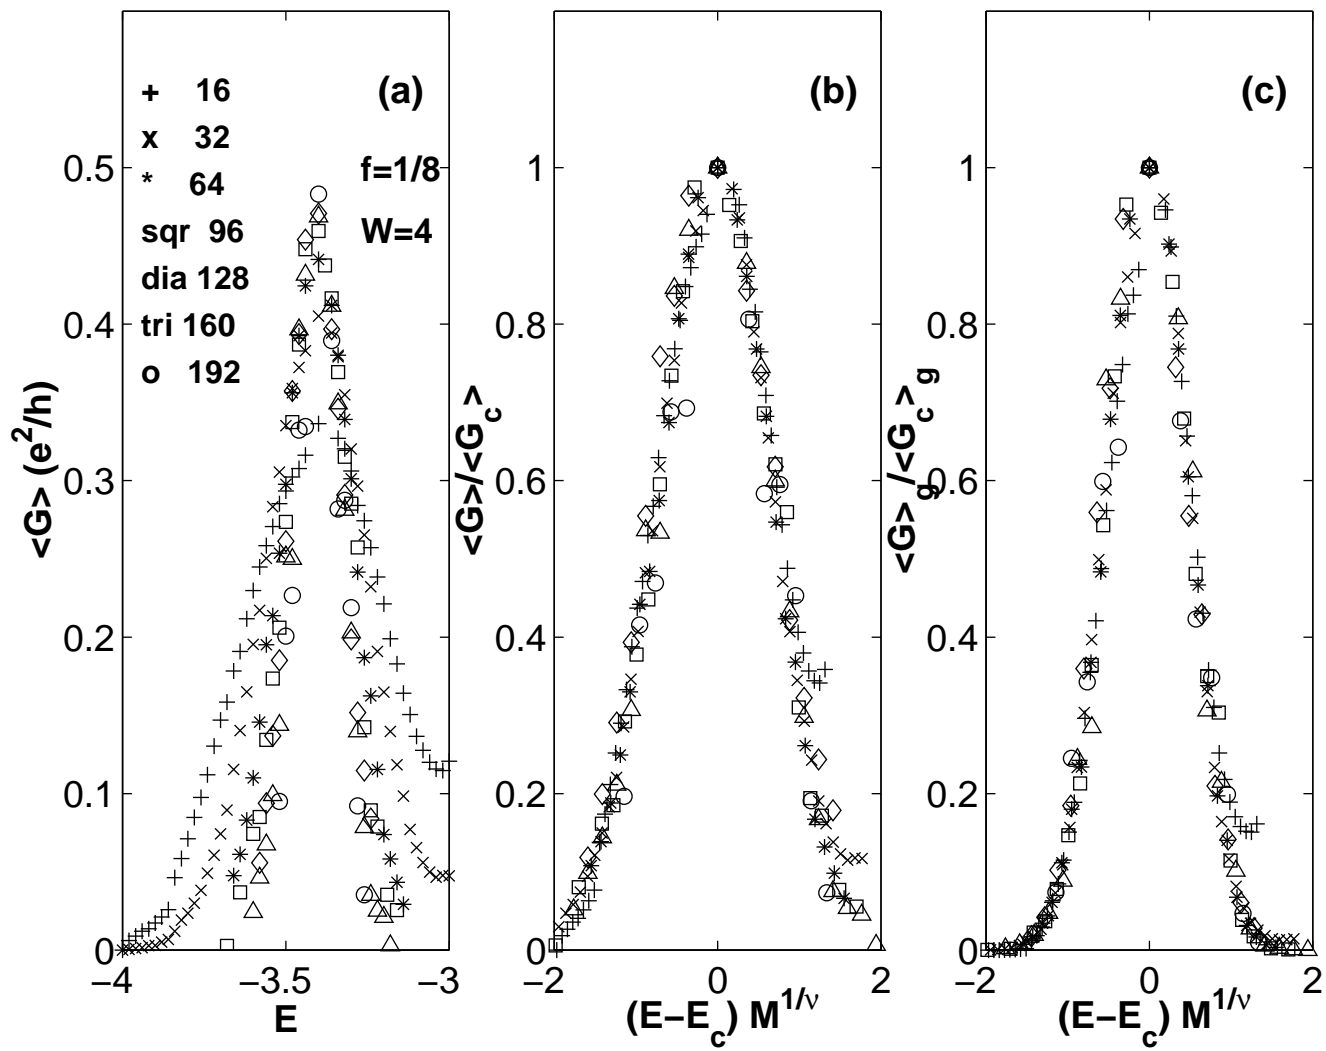 (a)
+ 16
x 32
* 64
sqr 96
dia 128
tri 160
o 192
f=1/8
W=4
0.5
0.4
0.3
0.2
0.1
0
−4
−3.5
−3
E
<G> (e²/h)
(b)
1
0.8
0.6
0.4
0.2
0
−2
0
2
(E−E_c) M^{1/ν}
<G>/<G_c>
(c)
1
0.8
0.6
0.4
0.2
0
−2
0
2
(E−E_c) M^{1/ν}
<G>_g/<G_c>_g